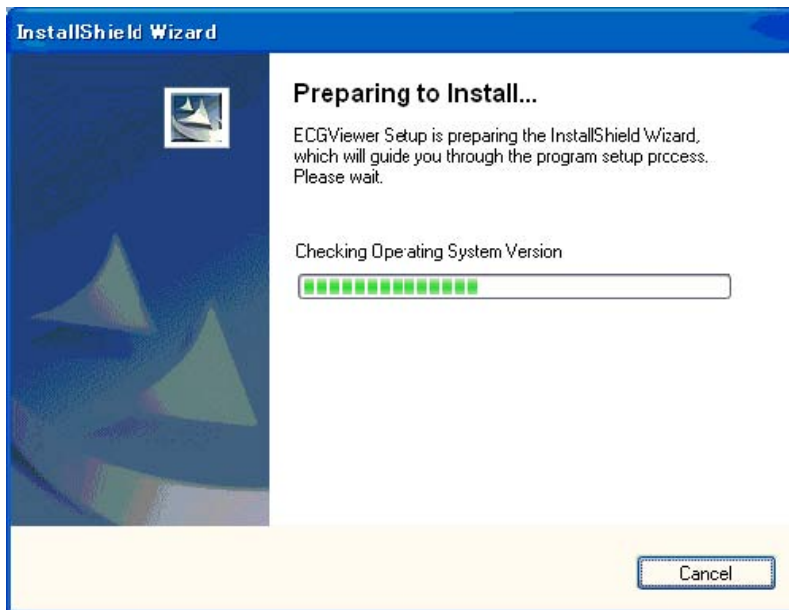 InstallShield Wizard
Preparing to Install...
ECGViewer Setup is preparing the InstallShield Wizard,
which will guide you through the program setup process.
Please wait.
Checking Operating System Version
Cancel